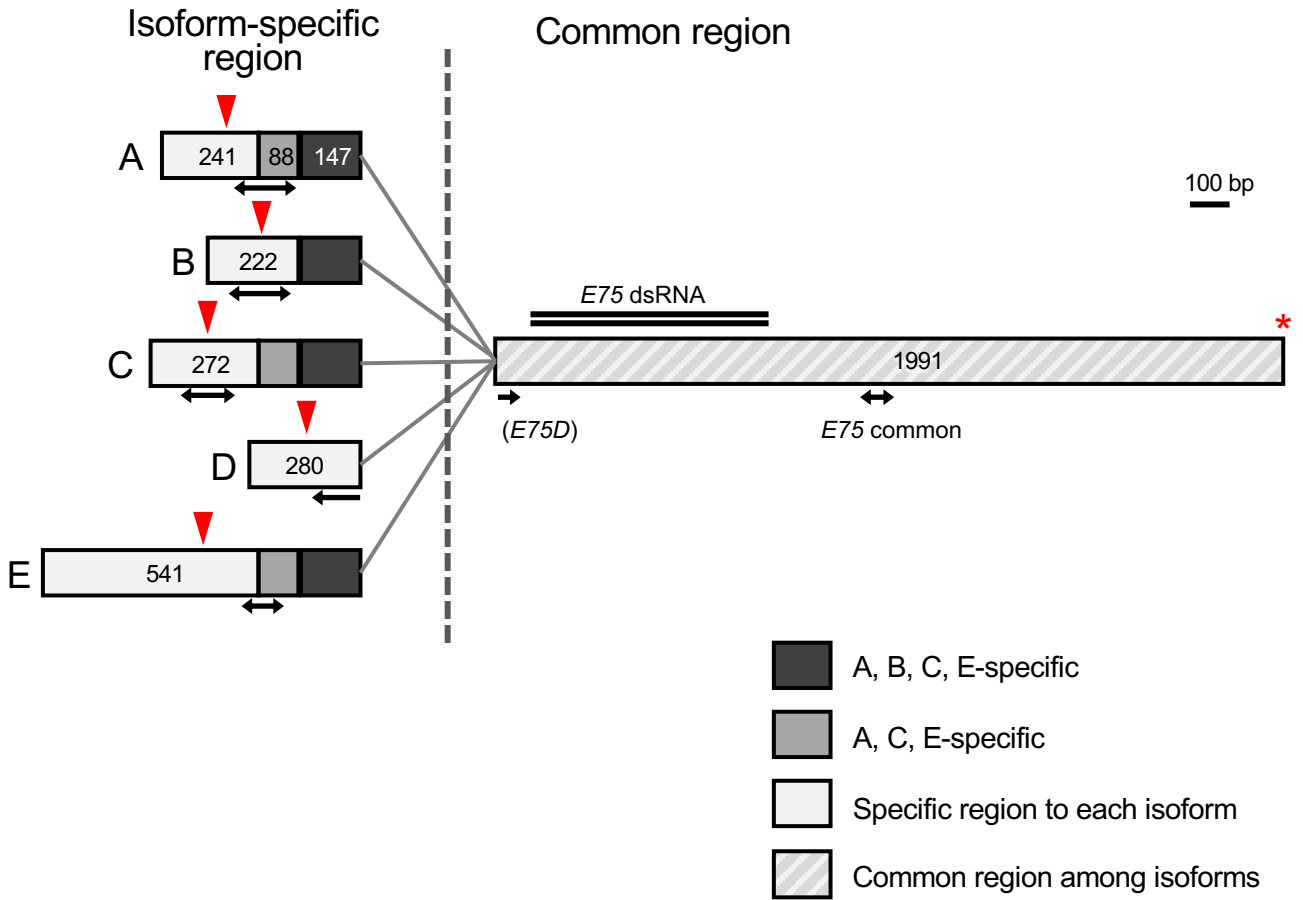 Isoform-specific
region
Common region
A
241
88
147
100 bp
B
222
E75 dsRNA
*
C
272
1991
(E75D)
E75 common
D
280
E
541
A, B, C, E-specific
A, C, E-specific
Specific region to each isoform
Common region among isoforms